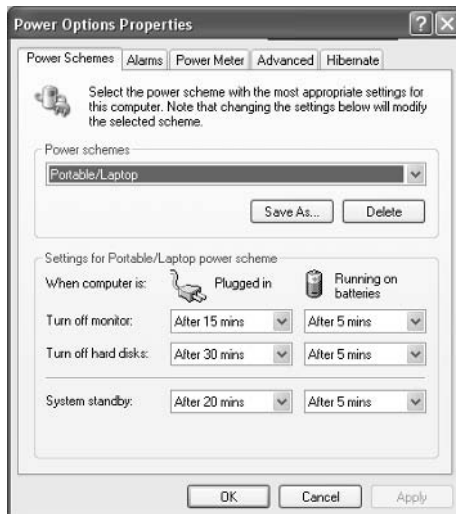 Power Options Properties
Power Schemes Alarms Power Meter Advanced Hibernate
Select the power scheme with the most appropriate settings for
this computer. Note that changing the settings below will modify
the selected scheme.
Power schemes
Portable/Laptop
Save As... Delete
Settings for Portable/Laptop power scheme
When computer is: Plugged in Running on
batteries
Turn off monitor: After 15 mins After 5 mins
Turn off hard disks: After 30 mins After 5 mins
System standby: After 20 mins After 5 mins
OK Cancel Apply